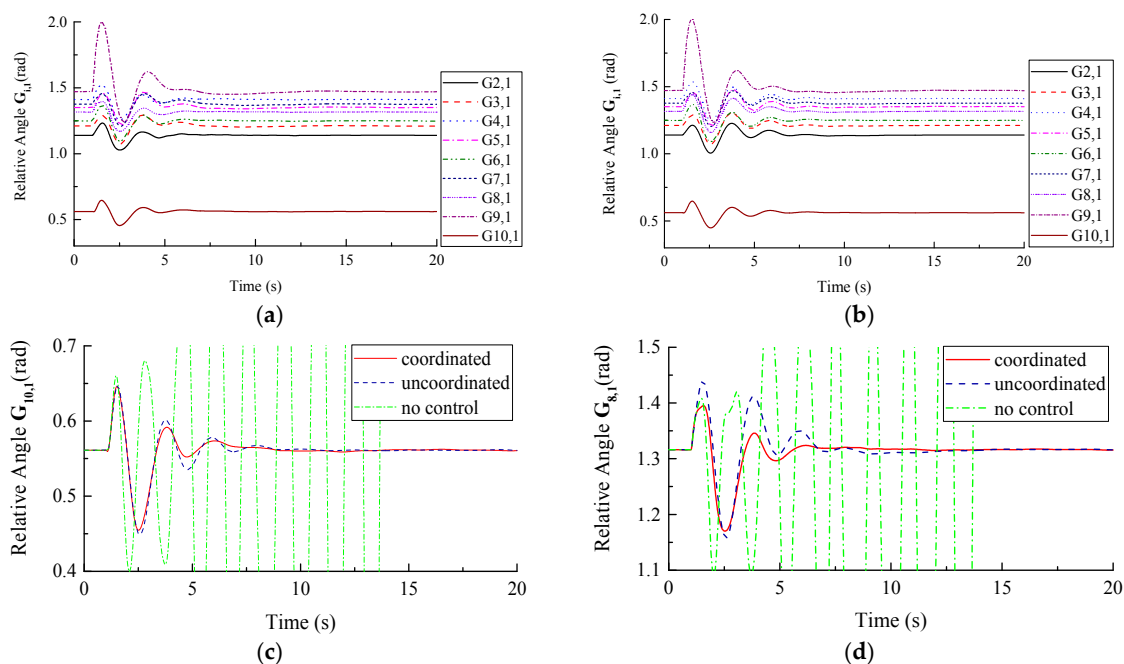 Relative Angle G_{i,1} (rad)
2.0
1.5
1.0
0.5
0
5
10
15
20
Time (s)
G2,1
G3,1
G4,1
G5,1
G6,1
G7,1
G8,1
G9,1
G10,1
(a)
Relative Angle G_{i,1} (rad)
2.0
1.5
1.0
0.5
0
5
10
15
20
Time (s)
G2,1
G3,1
G4,1
G5,1
G6,1
G7,1
G8,1
G9,1
G10,1
(b)
Relative Angle G_{10,1}(rad)
0.7
0.6
0.5
0.4
0
5
10
15
20
Time (s)
coordinated
uncoordinated
no control
(c)
Relative Angle G_{8,1}(rad)
1.5
1.4
1.3
1.2
1.1
0
5
10
15
20
Time (s)
coordinated
uncoordinated
no control
(d)